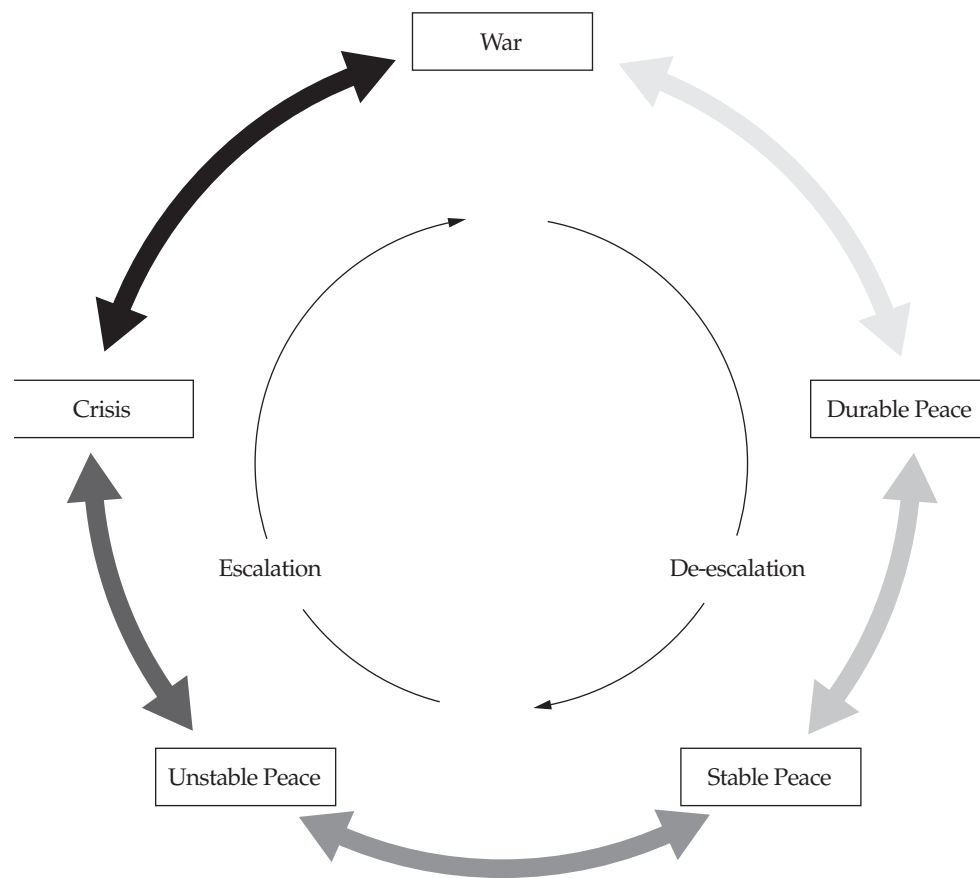 War
Crisis
Durable Peace
Escalation
De-escalation
Unstable Peace
Stable Peace